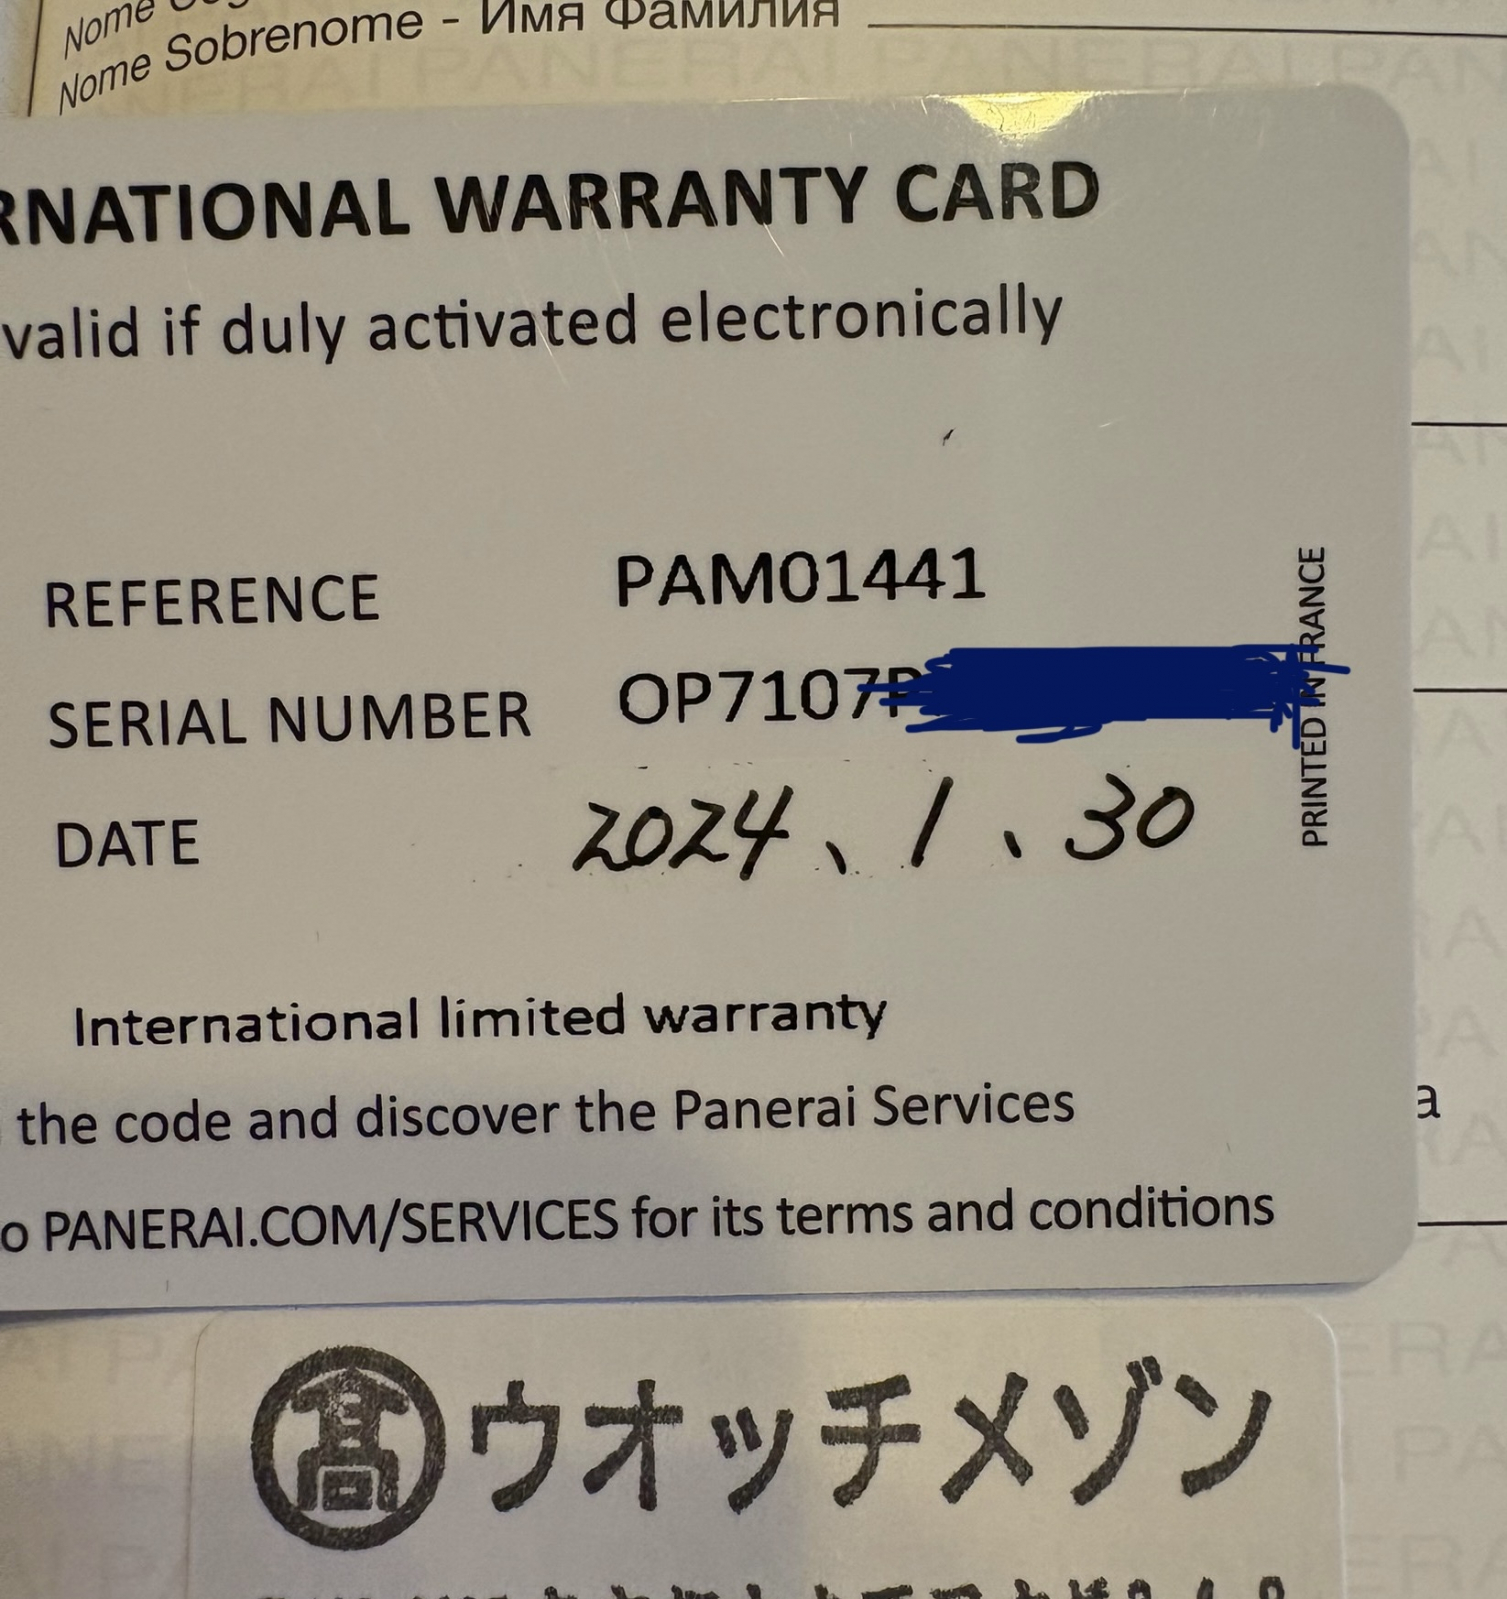 Nome
Nome Sobrenome - Имя Фамилия
RNATIONAL WARRANTY CARD
valid if duly activated electronically
REFERENCE PAM01441
SERIAL NUMBER OP7107
DATE 2024、1、30
PRINTED IN FRANCE
International limited warranty
the code and discover the Panerai Services
a
o PANERAI.COM/SERVICES for its terms and conditions
髙 ウオッチメゾン